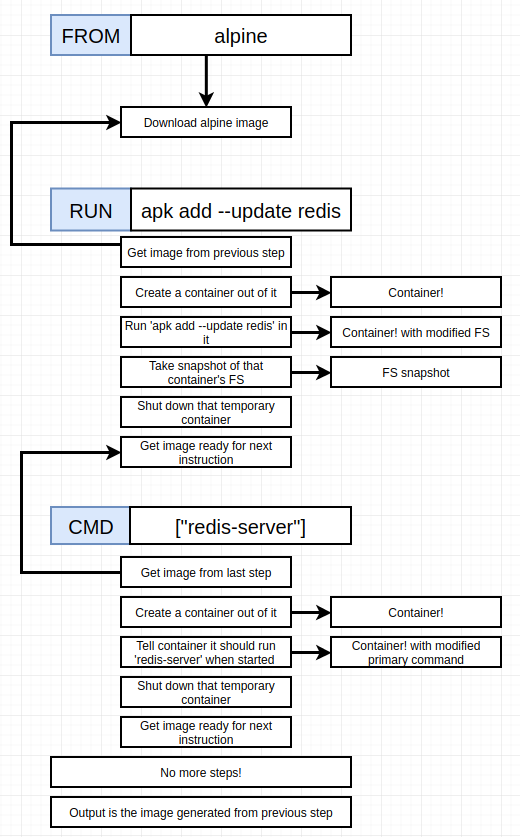 FROM alpine
Download alpine image
RUN apk add --update redis
Get image from previous step
Create a container out of it Container!
Run 'apk add --update redis' in
it
Container! with modified FS
Take snapshot of that
container's FS
FS snapshot
Shut down that temporary
container
Get image ready for next
instruction
CMD ["redis-server"]
Get image from last step
Create a container out of it Container!
Tell container it should run
'redis-server' when started
Container! with modified
primary command
Shut down that temporary
container
Get image ready for next
instruction
No more steps!
Output is the image generated from previous step